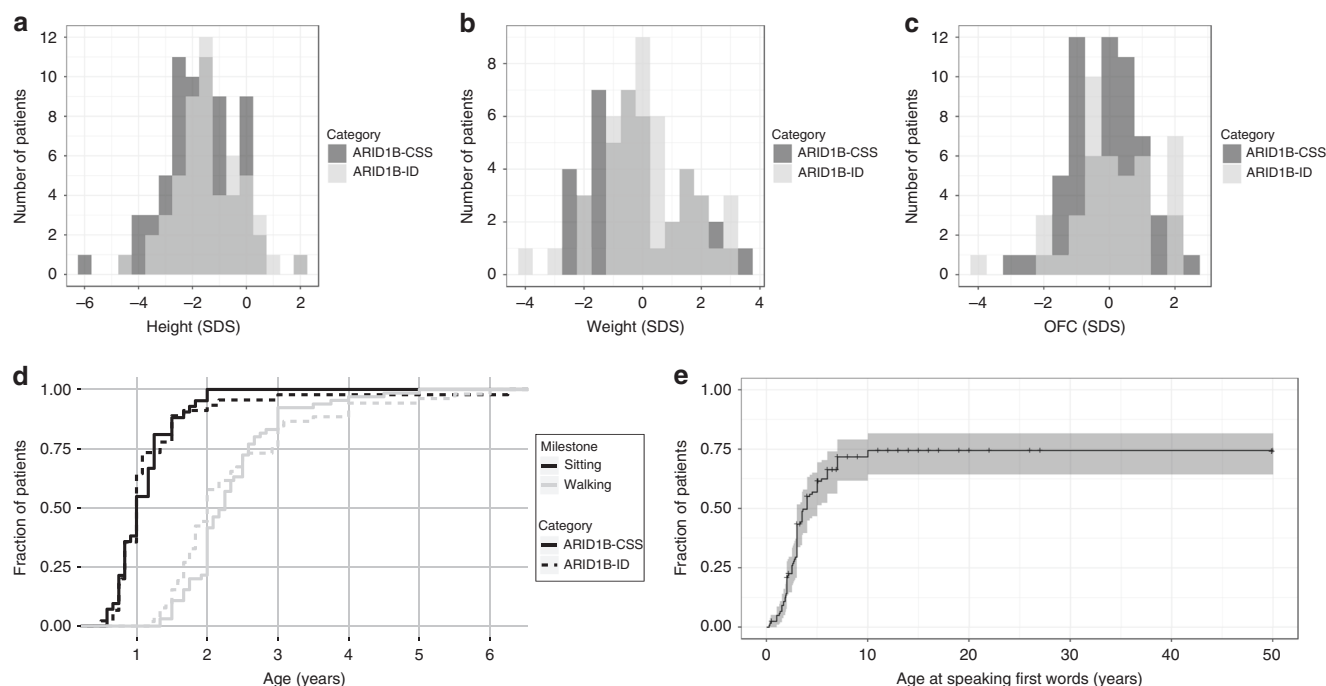 a
12
10
8
6
4
2
0
Number of patients
−6
−4
−2
0
2
Height (SDS)
Category
ARID1B-CSS
ARID1B-ID
b
8
6
4
2
0
Number of patients
−4
−2
0
2
4
Weight (SDS)
Category
ARID1B-CSS
ARID1B-ID
c
12
10
8
6
4
2
0
Number of patients
−4
−2
0
2
OFC (SDS)
Category
ARID1B-CSS
ARID1B-ID
d
1.00
0.75
0.50
0.25
0.00
Fraction of patients
1
2
3
4
5
6
Age (years)
Milestone
Sitting
Walking
Category
ARID1B-CSS
ARID1B-ID
e
1.00
0.75
0.50
0.25
0.00
Fraction of patients
0
10
20
30
40
50
Age at speaking first words (years)